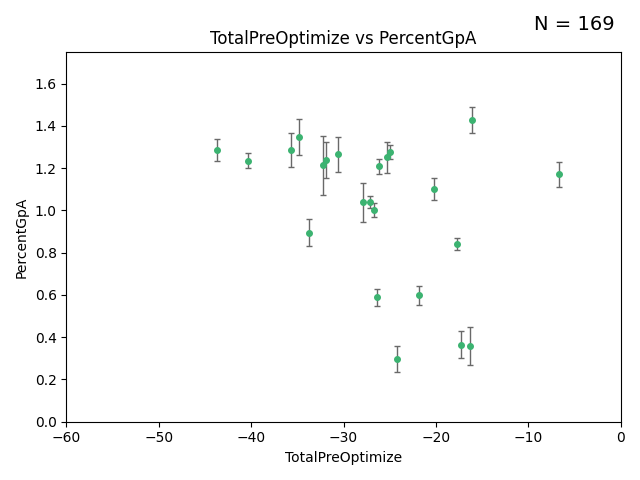 N = 169
TotalPreOptimize vs PercentGpA
1.6
1.4
1.2
1.0
0.8
0.6
0.4
0.2
0.0
PercentGpA
−60 −50 −40 −30 −20 −10 0
TotalPreOptimize